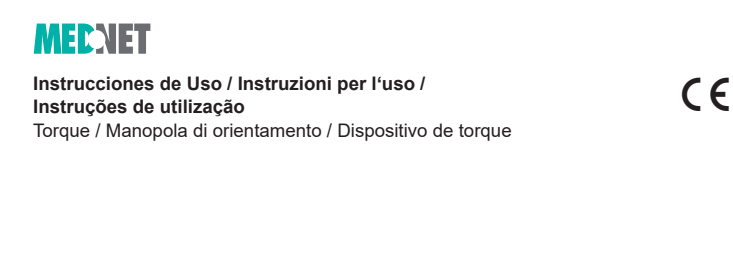 MEDNET
Instrucciones de Uso / Instruzioni per l‘uso /
Instruções de utilização
Torque / Manopola di orientamento / Dispositivo de torque
CE